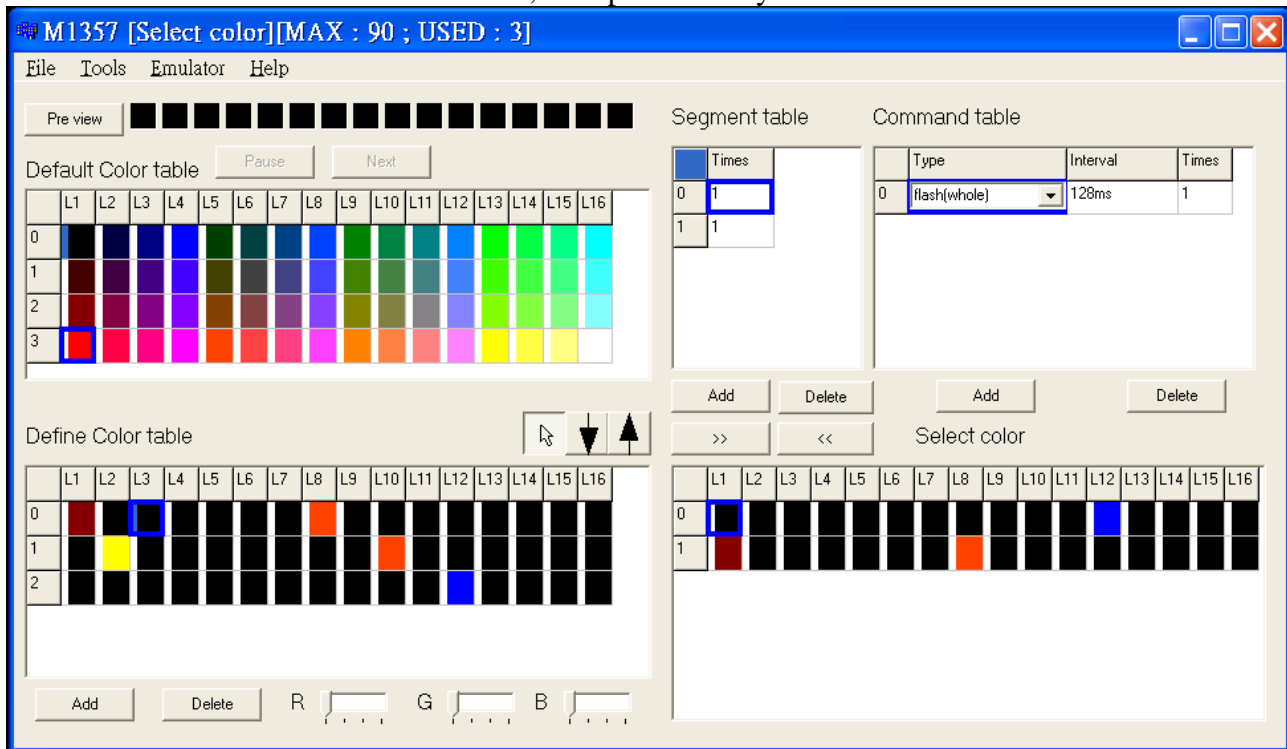 M1357 [Select color][MAX : 90 ; USED : 3]
File Tools Emulator Help
Pre view
Segment table
Command table
Default Color table
Pause
Next
Times
0 1
1 1
Type Interval Times
0 flash(whole) 128ms 1
L1 L2 L3 L4 L5 L6 L7 L8 L9 L10 L11 L12 L13 L14 L15 L16
0
1
2
3
Add
Delete
Add
Delete
>>
<<
Select color
Define Color table
L1 L2 L3 L4 L5 L6 L7 L8 L9 L10 L11 L12 L13 L14 L15 L16
0
1
2
L1 L2 L3 L4 L5 L6 L7 L8 L9 L10 L11 L12 L13 L14 L15 L16
0
1
Add
Delete
R
G
B